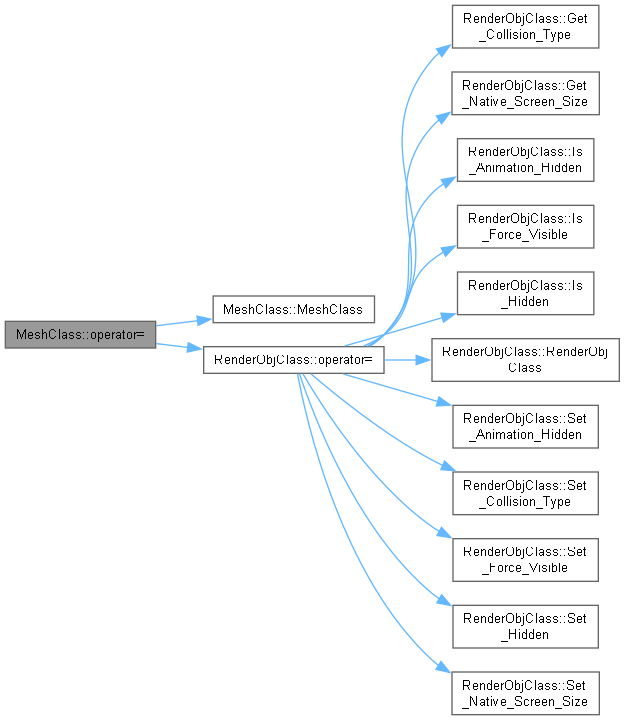 RenderObjClass::Get
_Collision_Type
RenderObjClass::Get
_Native_Screen_Size
RenderObjClass::Is
_Animation_Hidden
RenderObjClass::Is
_Force_Visible
RenderObjClass::Is
_Hidden
MeshClass::MeshClass
MeshClass::operator=
RenderObjClass::operator=
RenderObjClass::RenderObj
Class
RenderObjClass::Set
_Animation_Hidden
RenderObjClass::Set
_Collision_Type
RenderObjClass::Set
_Force_Visible
RenderObjClass::Set
_Hidden
RenderObjClass::Set
_Native_Screen_Size